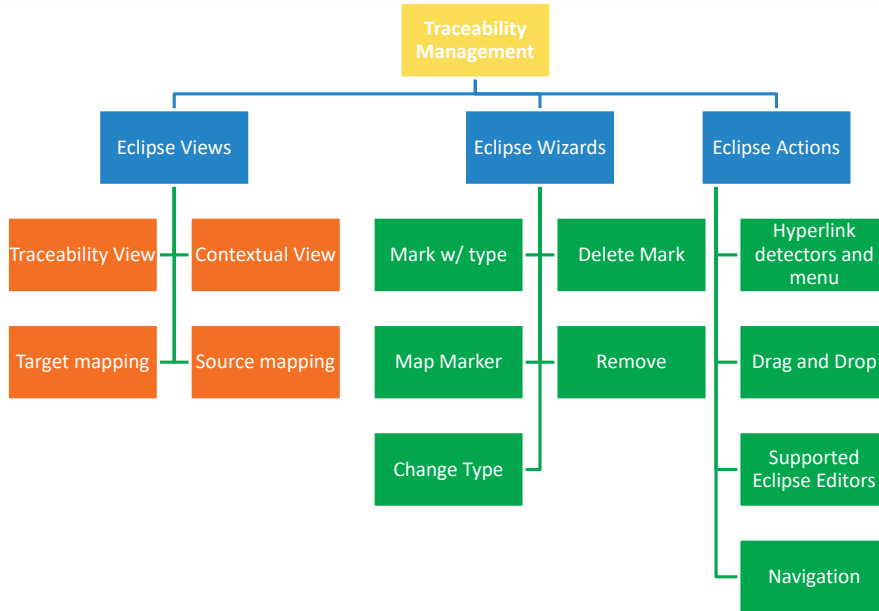 Traceability
Management
Eclipse Views
Eclipse Wizards
Eclipse Actions
Traceability View
Contextual View
Mark w/ type
Delete Mark
Hyperlink
detectors and
menu
Target mapping
Source mapping
Map Marker
Remove
Drag and Drop
Change Type
Supported
Eclipse Editors
Navigation